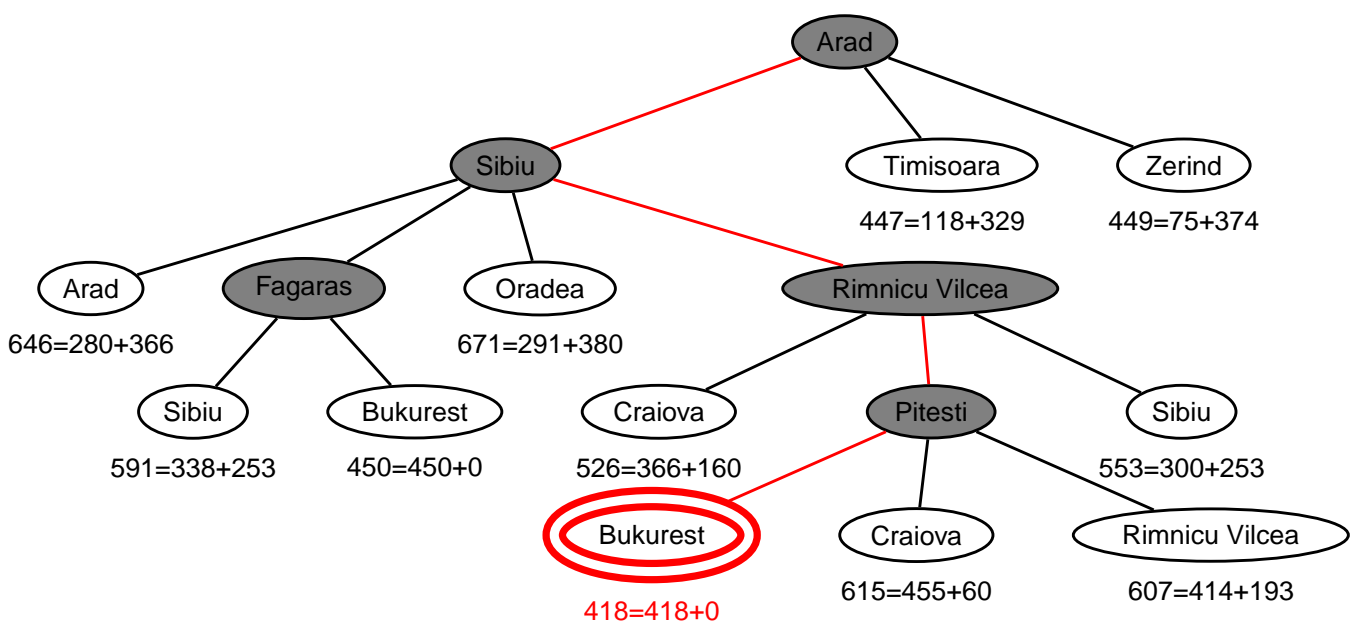 Arad
Sibiu
Timisoara
Zerind
447=118+329
449=75+374
Arad
Fagaras
Oradea
Rimnicu Vilcea
646=280+366
671=291+380
Sibiu
Bukurest
Craiova
Pitesti
Sibiu
591=338+253
450=450+0
526=366+160
553=300+253
Bukurest
Craiova
Rimnicu Vilcea
418=418+0
615=455+60
607=414+193